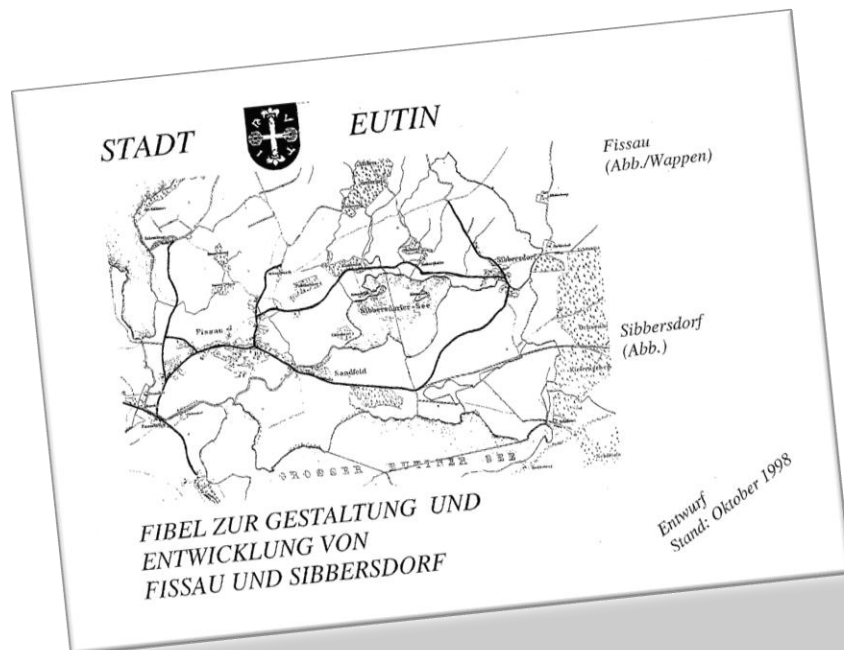 STADT EUTIN
Fissau
(Abb./Wappen)
Sibbersdorf
Fissau
Sibbersdorfer-See
Sandfeld
Sibbersdorf
(Abb.)
GROSSER EUTINER SEE
FIBEL ZUR GESTALTUNG UND
ENTWICKLUNG VON
FISSAU UND SIBBERSDORF
Entwurf
Stand: Oktober 1998